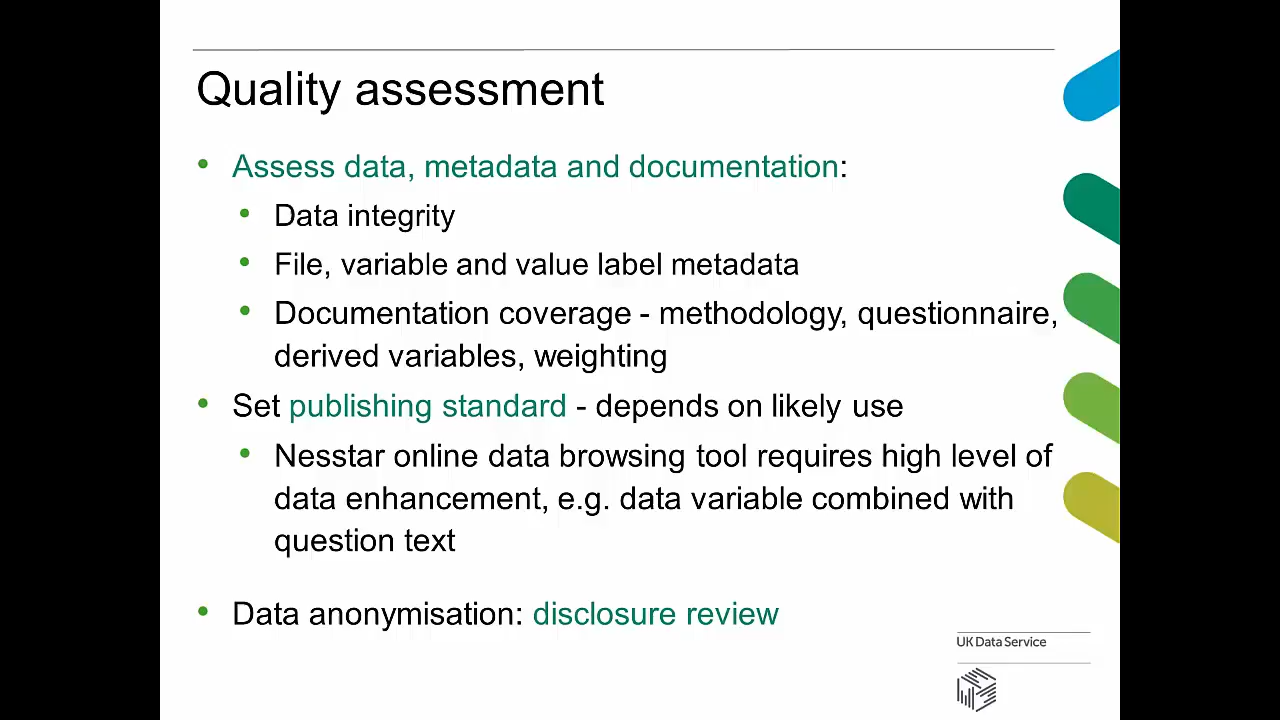 Quality assessment
• Assess data, metadata and documentation:
• Data integrity
• File, variable and value label metadata
• Documentation coverage - methodology, questionnaire,
derived variables, weighting
• Set publishing standard - depends on likely use
• Nesstar online data browsing tool requires high level of
data enhancement, e.g. data variable combined with
question text
• Data anonymisation: disclosure review
UK Data Service